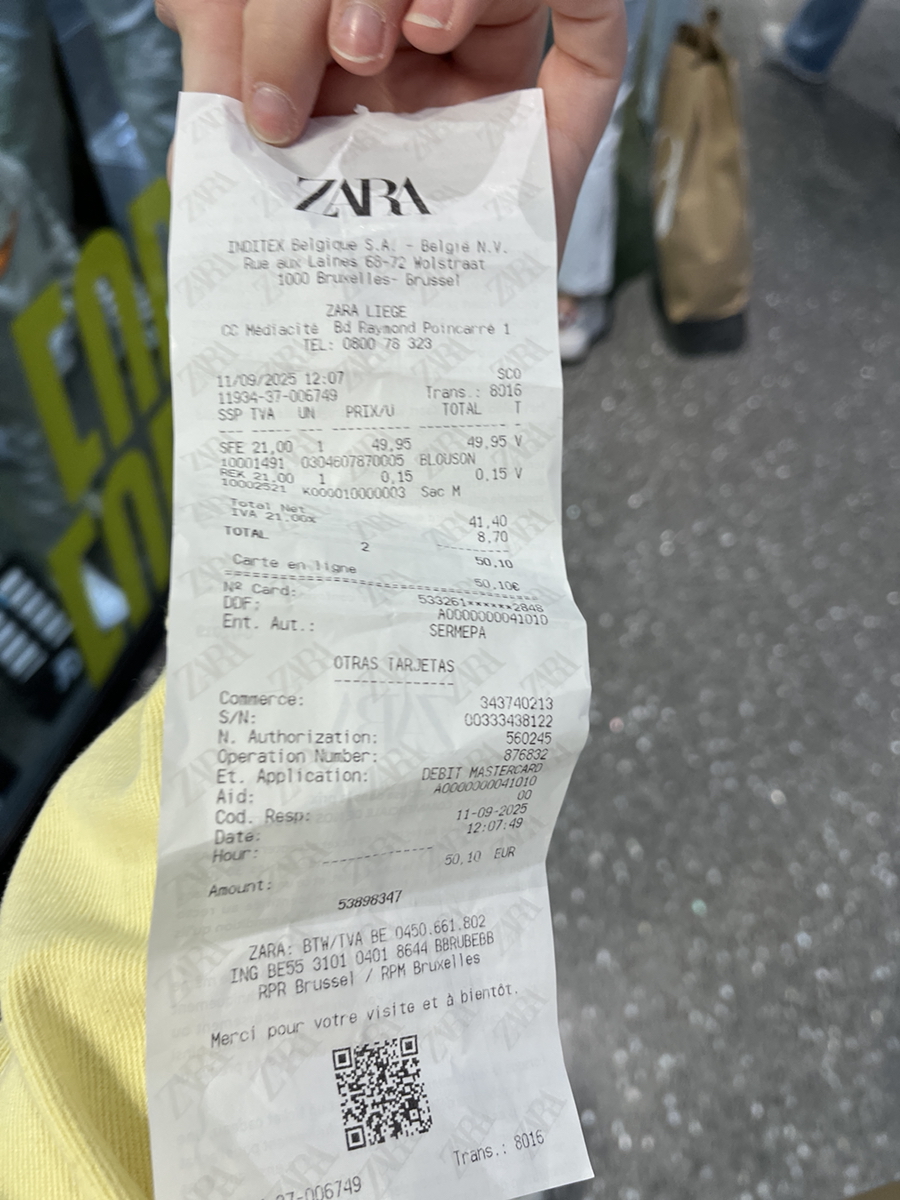 ZARA
INDITEX Belgique S.A. - België N.V.
Rue aux Laines 68-72 Wolstraat
1000 Bruxelles- Brussel
ZARA LIEGE
CC Médiacité Bd Raymond Poincarré 1
TEL: 0800 78 323
SCO
11/09/2025 12:07
11934-37-006749 Trans.: 8016
SSP TVA UN PRIX/U TOTAL T
SFE 21,00 1 49,95 49,95 V
10001491 0304607870005 BLOUSON
REK 21,00 1 0,15 0,15 V
10002521 K000010000003 Sac M
Total Net 41,40
IVA 21.00% 8,70
TOTAL 2 50,10
Carte en ligne 50,10€
Nº Card: 533261******2848
DDF: A0000000041010
Ent. Aut.: SERMEPA
OTRAS TARJETAS
Commerce: 343740213
S/N: 00333438122
N. Authorization: 560245
Operation Number: 876832
Et. Application: DEBIT MASTERCARD
Aid: A0000000041010
Cod. Resp: 00
Date: 11-09-2025
Hour: 12:07:49
Amount: 50,10 EUR
53898347
ZARA: BTW/TVA BE 0450.661.802
ING BE55 3101 0401 8644 BBRUBEBB
RPR Brussel / RPM Bruxelles
Merci pour votre visite et à bientôt.
Trans.: 8016
37-006749